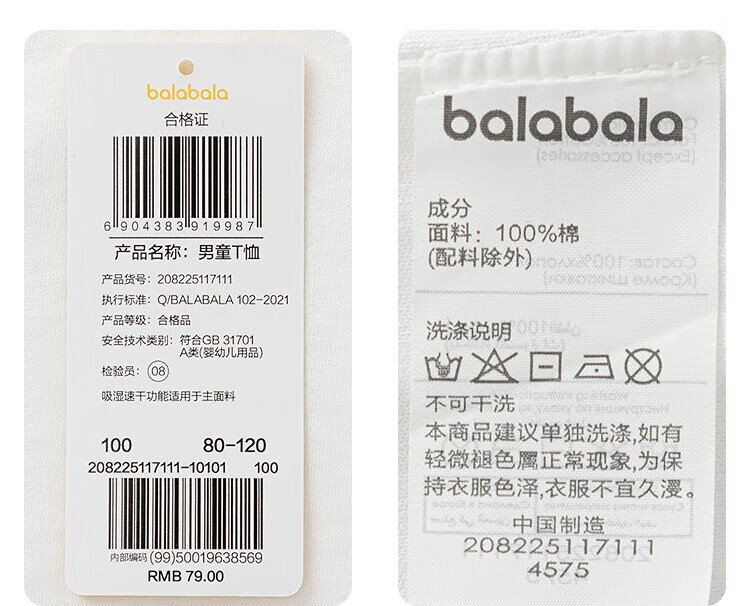 balabala
合格证
6 904383 919987
产品名称：男童T恤
产品货号：208225117111
执行标准：Q/BALABALA 102-2021
产品等级：合格品
安全技术类别：符合GB 31701
A类(婴幼儿用品)
检验员：08
吸湿速干功能适用于主面料
100 80-120
208225117111-10101 100
内部编码 (99)50019638569
RMB 79.00
balabala
成分
面料：100%棉
(配料除外)
洗涤说明
不可干洗
本商品建议单独洗涤,如有
轻微褪色属正常现象,为保
持衣服色泽,衣服不宜久漫。
中国制造
208225117111
4575